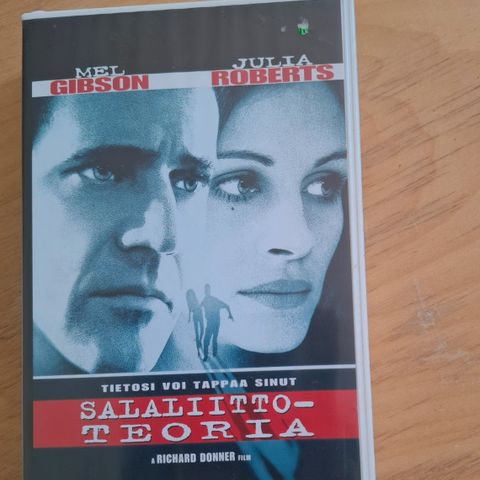 MEL
GIBSON
JULIA
ROBERTS
TIETOSI VOI TAPPAA SINUT
SALALIITTO-
TEORIA
A RICHARD DONNER FILM